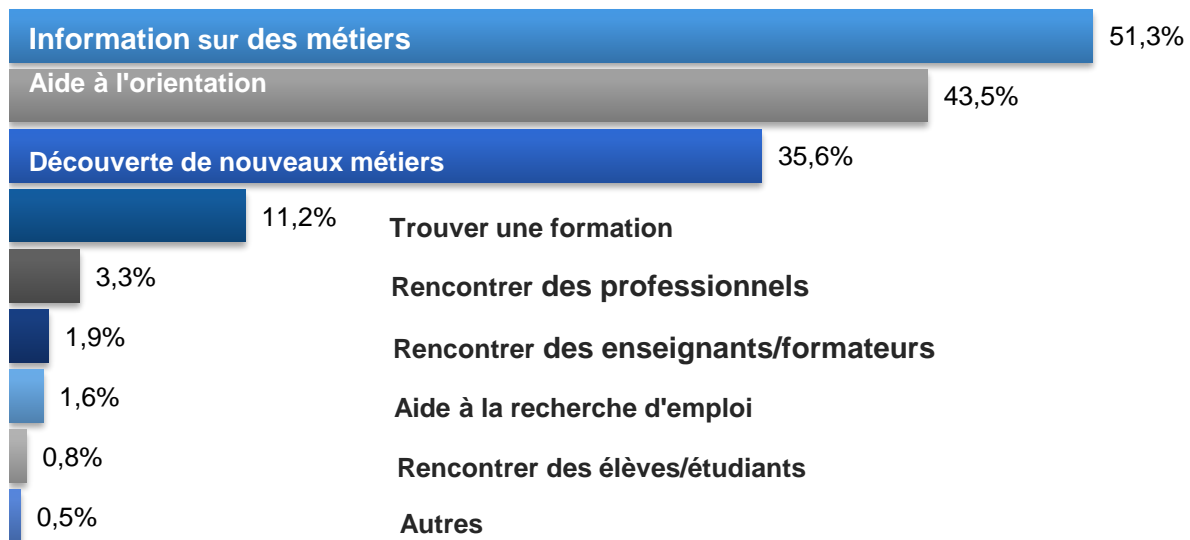 Information sur des métiers 51,3%
Aide à l'orientation 43,5%
Découverte de nouveaux métiers 35,6%
11,2% Trouver une formation
3,3% Rencontrer des professionnels
1,9% Rencontrer des enseignants/formateurs
1,6% Aide à la recherche d'emploi
0,8% Rencontrer des élèves/étudiants
0,5% Autres